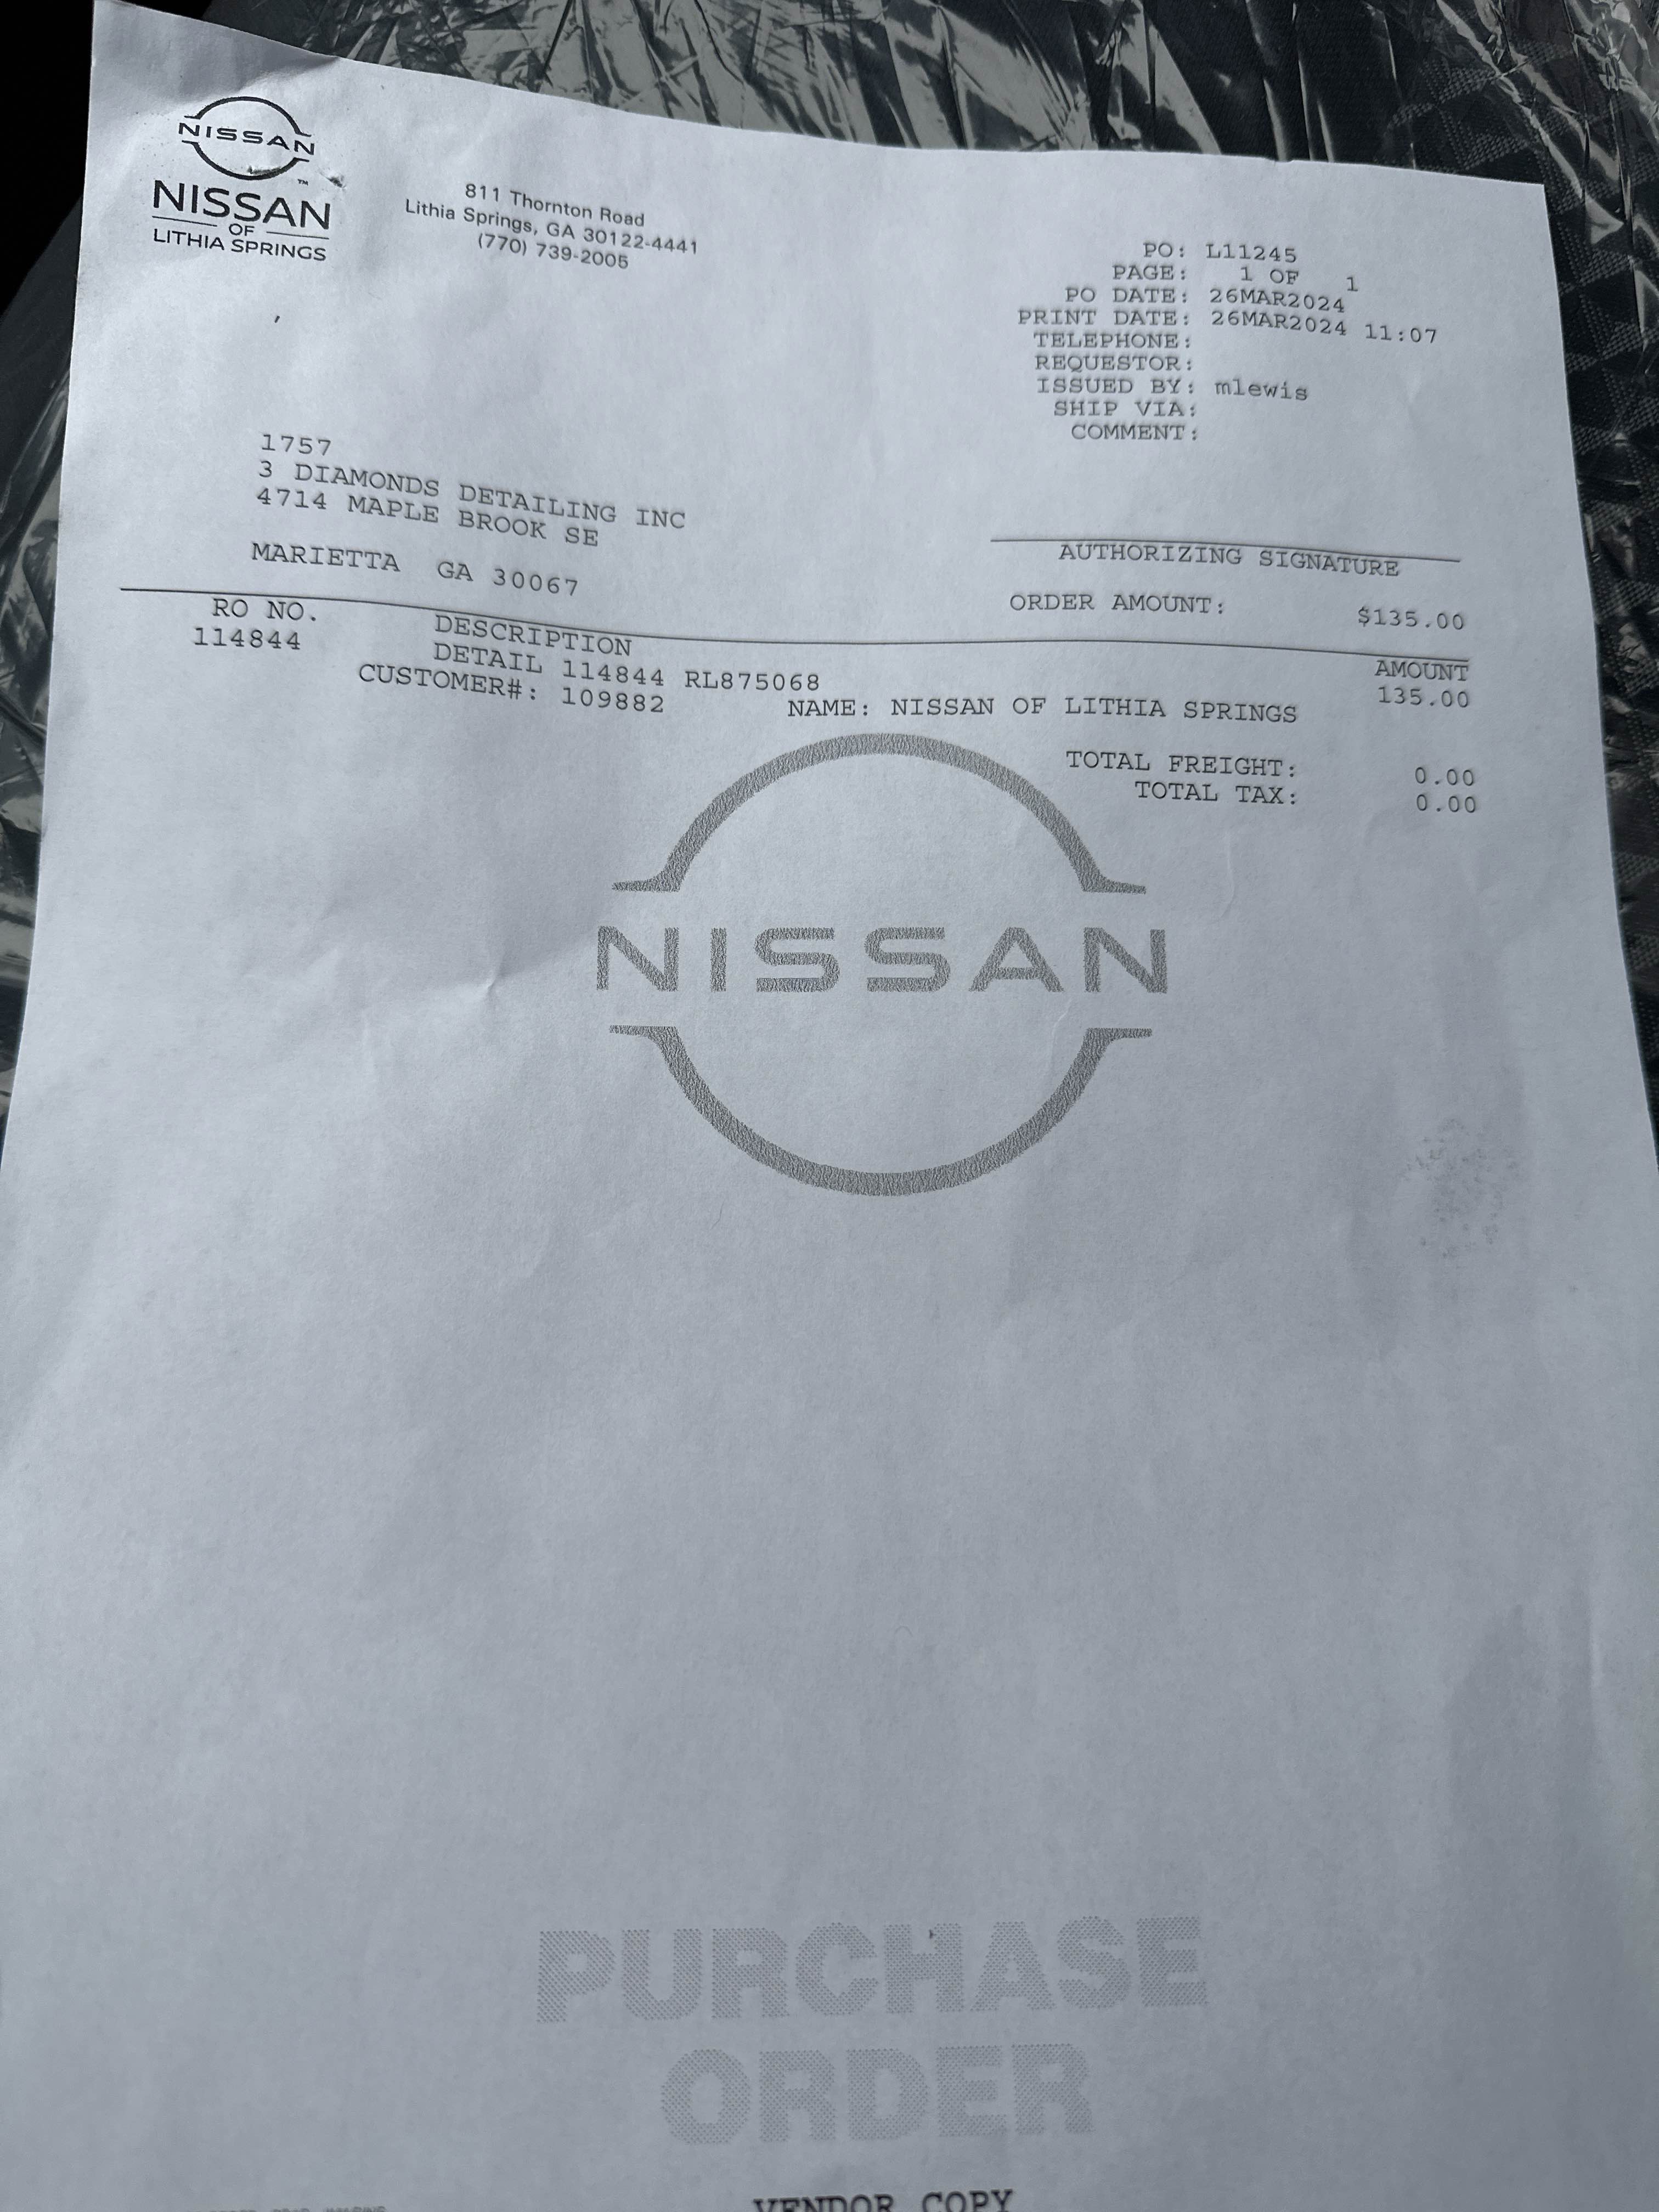 NISSAN
™
NISSAN
OF
LITHIA SPRINGS
811 Thornton Road
Lithia Springs, GA 30122-4441
(770) 739-2005
PO: L11245
PAGE: 1 OF 1
PO DATE: 26MAR2024
PRINT DATE: 26MAR2024 11:07
TELEPHONE:
REQUESTOR:
ISSUED BY: mlewis
SHIP VIA:
COMMENT:
1757
3 DIAMONDS DETAILING INC
4714 MAPLE BROOK SE
MARIETTA GA 30067
AUTHORIZING SIGNATURE
ORDER AMOUNT: $135.00
RO NO. DESCRIPTION AMOUNT
114844 DETAIL 114844 RL875068 135.00
CUSTOMER#: 109882 NAME: NISSAN OF LITHIA SPRINGS
TOTAL FREIGHT: 0.00
TOTAL TAX: 0.00
NISSAN
PURCHASE
ORDER
VENDOR COPY